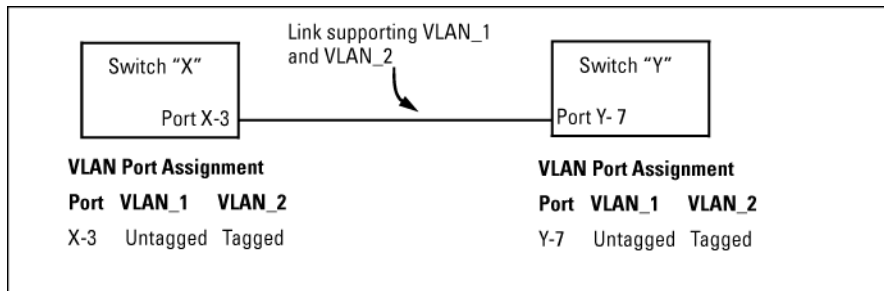 Link supporting VLAN_1
and VLAN_2
Switch "X"
Port X-3
Switch "Y"
Port Y- 7
VLAN Port Assignment
Port VLAN_1 VLAN_2
X-3 Untagged Tagged
VLAN Port Assignment
Port VLAN_1 VLAN_2
Y-7 Untagged Tagged